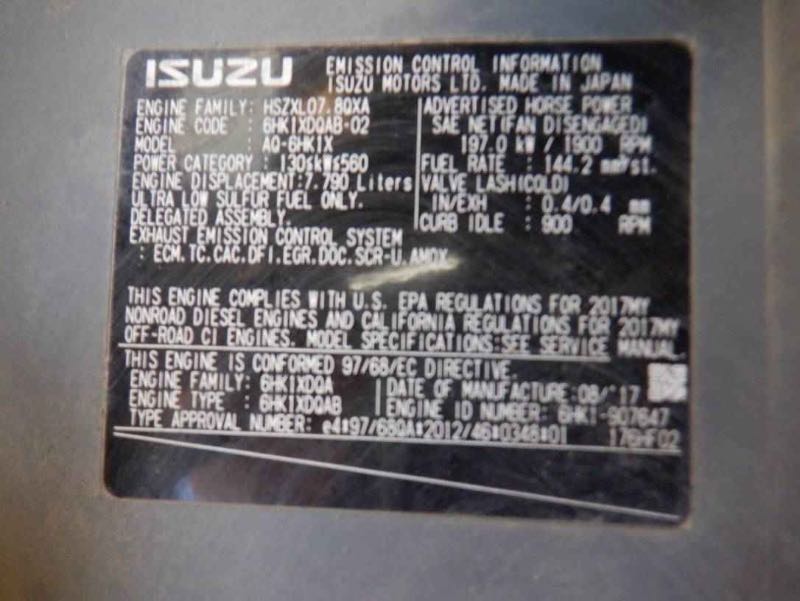 ISUZU EMISSION CONTROL INFORMATION
ISUZU MOTORS LTD. MADE IN JAPAN
ENGINE FAMILY: HSZXL07.8QXA
ENGINE CODE : 6HK1XDQAB-02
MODEL : AQ-6HK1X
POWER CATEGORY : 130≤kW≤560
ENGINE DISPLACEMENT:7.790 Liters
ULTRA LOW SULFUR FUEL ONLY.
DELEGATED ASSEMBLY.
EXHAUST EMISSION CONTROL SYSTEM
: ECM.TC.CAC.DFI.EGR.DOC.SCR-U.AMOX
ADVERTISED HORSE POWER
SAE NET(FAN DISENGAGED)
197.0 kW / 1900 RPM
FUEL RATE : 144.2 mm³/st.
VALVE LASH(COLD)
IN/EXH : 0.4/0.4 mm
CURB IDLE : 900 RPM
THIS ENGINE COMPLIES WITH U.S. EPA REGULATIONS FOR 2017MY
NONROAD DIESEL ENGINES AND CALIFORNIA REGULATIONS FOR 2017MY
OFF-ROAD CI ENGINES. MODEL SPECIFICATIONS:SEE SERVICE MANUAL.
THIS ENGINE IS CONFORMED 97/68/EC DIRECTIVE.
ENGINE FAMILY: 6HK1XDQA
ENGINE TYPE : 6HK1XDQAB
DATE OF MANUFACTURE:08/'17
ENGINE ID NUMBER: 6HK1-907647
TYPE APPROVAL NUMBER: e4*97/68QA*2012/46*0348*01
176HF02